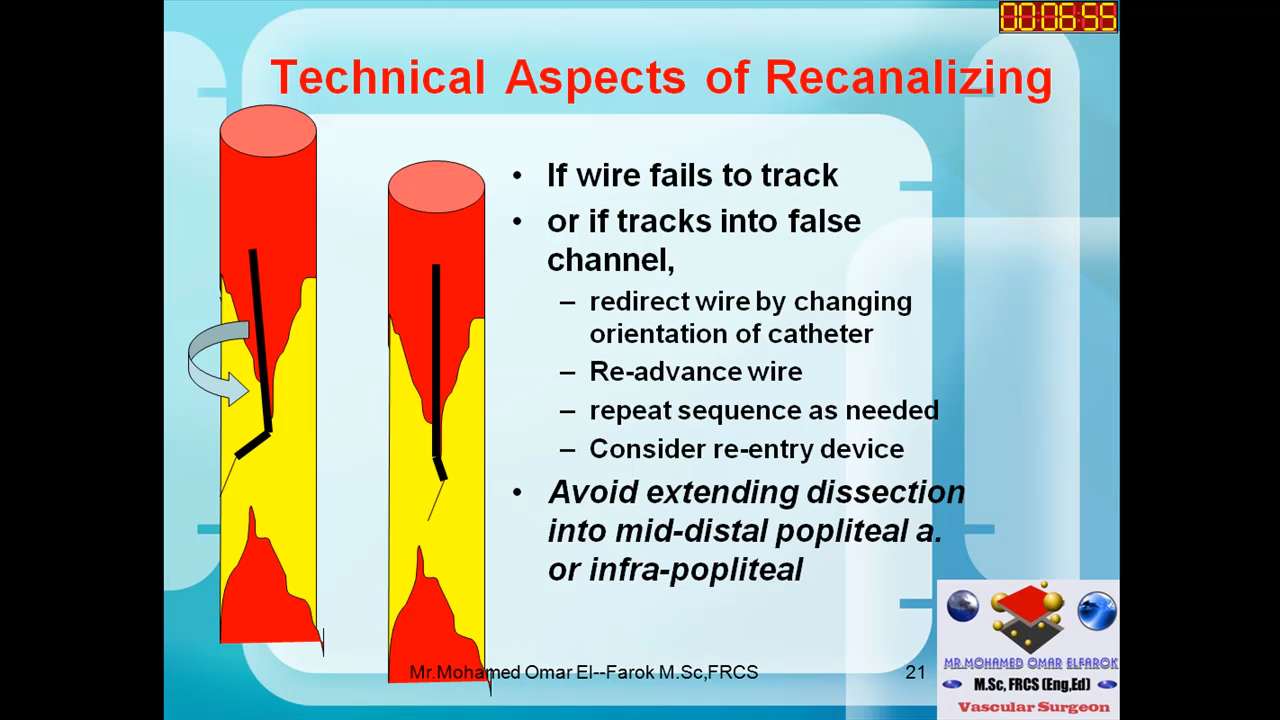 00:06:55
Technical Aspects of Recanalizing
• If wire fails to track
• or if tracks into false
channel,
– redirect wire by changing
orientation of catheter
– Re-advance wire
– repeat sequence as needed
– Consider re-entry device
• Avoid extending dissection
into mid-distal popliteal a.
or infra-popliteal
Mr.Mohamed Omar El--Farok M.Sc,FRCS
21
MR.MOHAMED OMAR ELFAROK
M.Sc, FRCS (Eng,Ed)
Vascular Surgeon